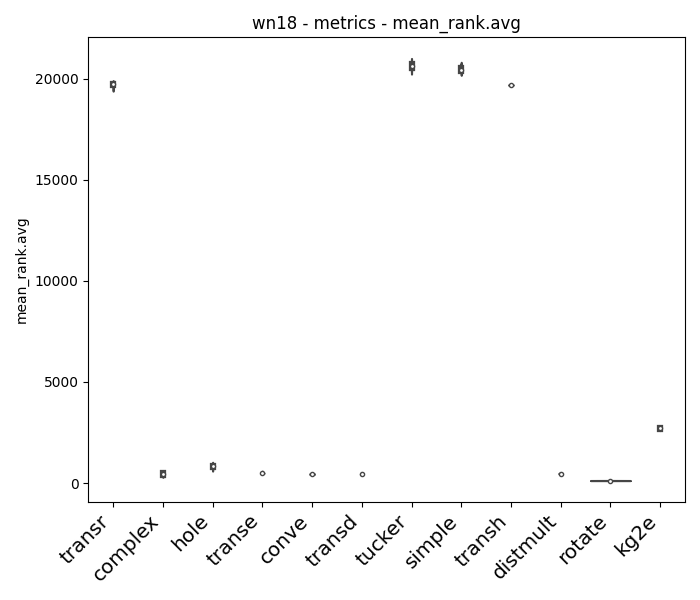 wn18 - metrics - mean_rank.avg
mean_rank.avg
20000
15000
10000
5000
0
transr
complex
hole
transe
conve
transd
tucker
simple
transh
distmult
rotate
kg2e